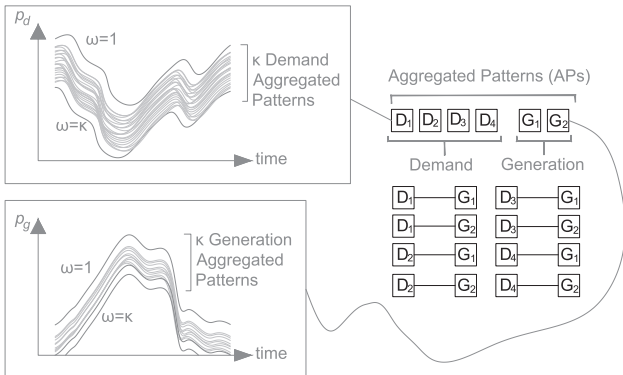 p_d
ω=1
κ Demand
Aggregated
Patterns
ω=κ
time
p_g
κ Generation
Aggregated
Patterns
ω=1
ω=κ
time
Aggregated Patterns (APs)
D₁ D₂ D₃ D₄ G₁ G₂
Demand Generation
D₁ G₁ D₃ G₁
D₁ G₂ D₃ G₂
D₂ G₁ D₄ G₁
D₂ G₂ D₄ G₂